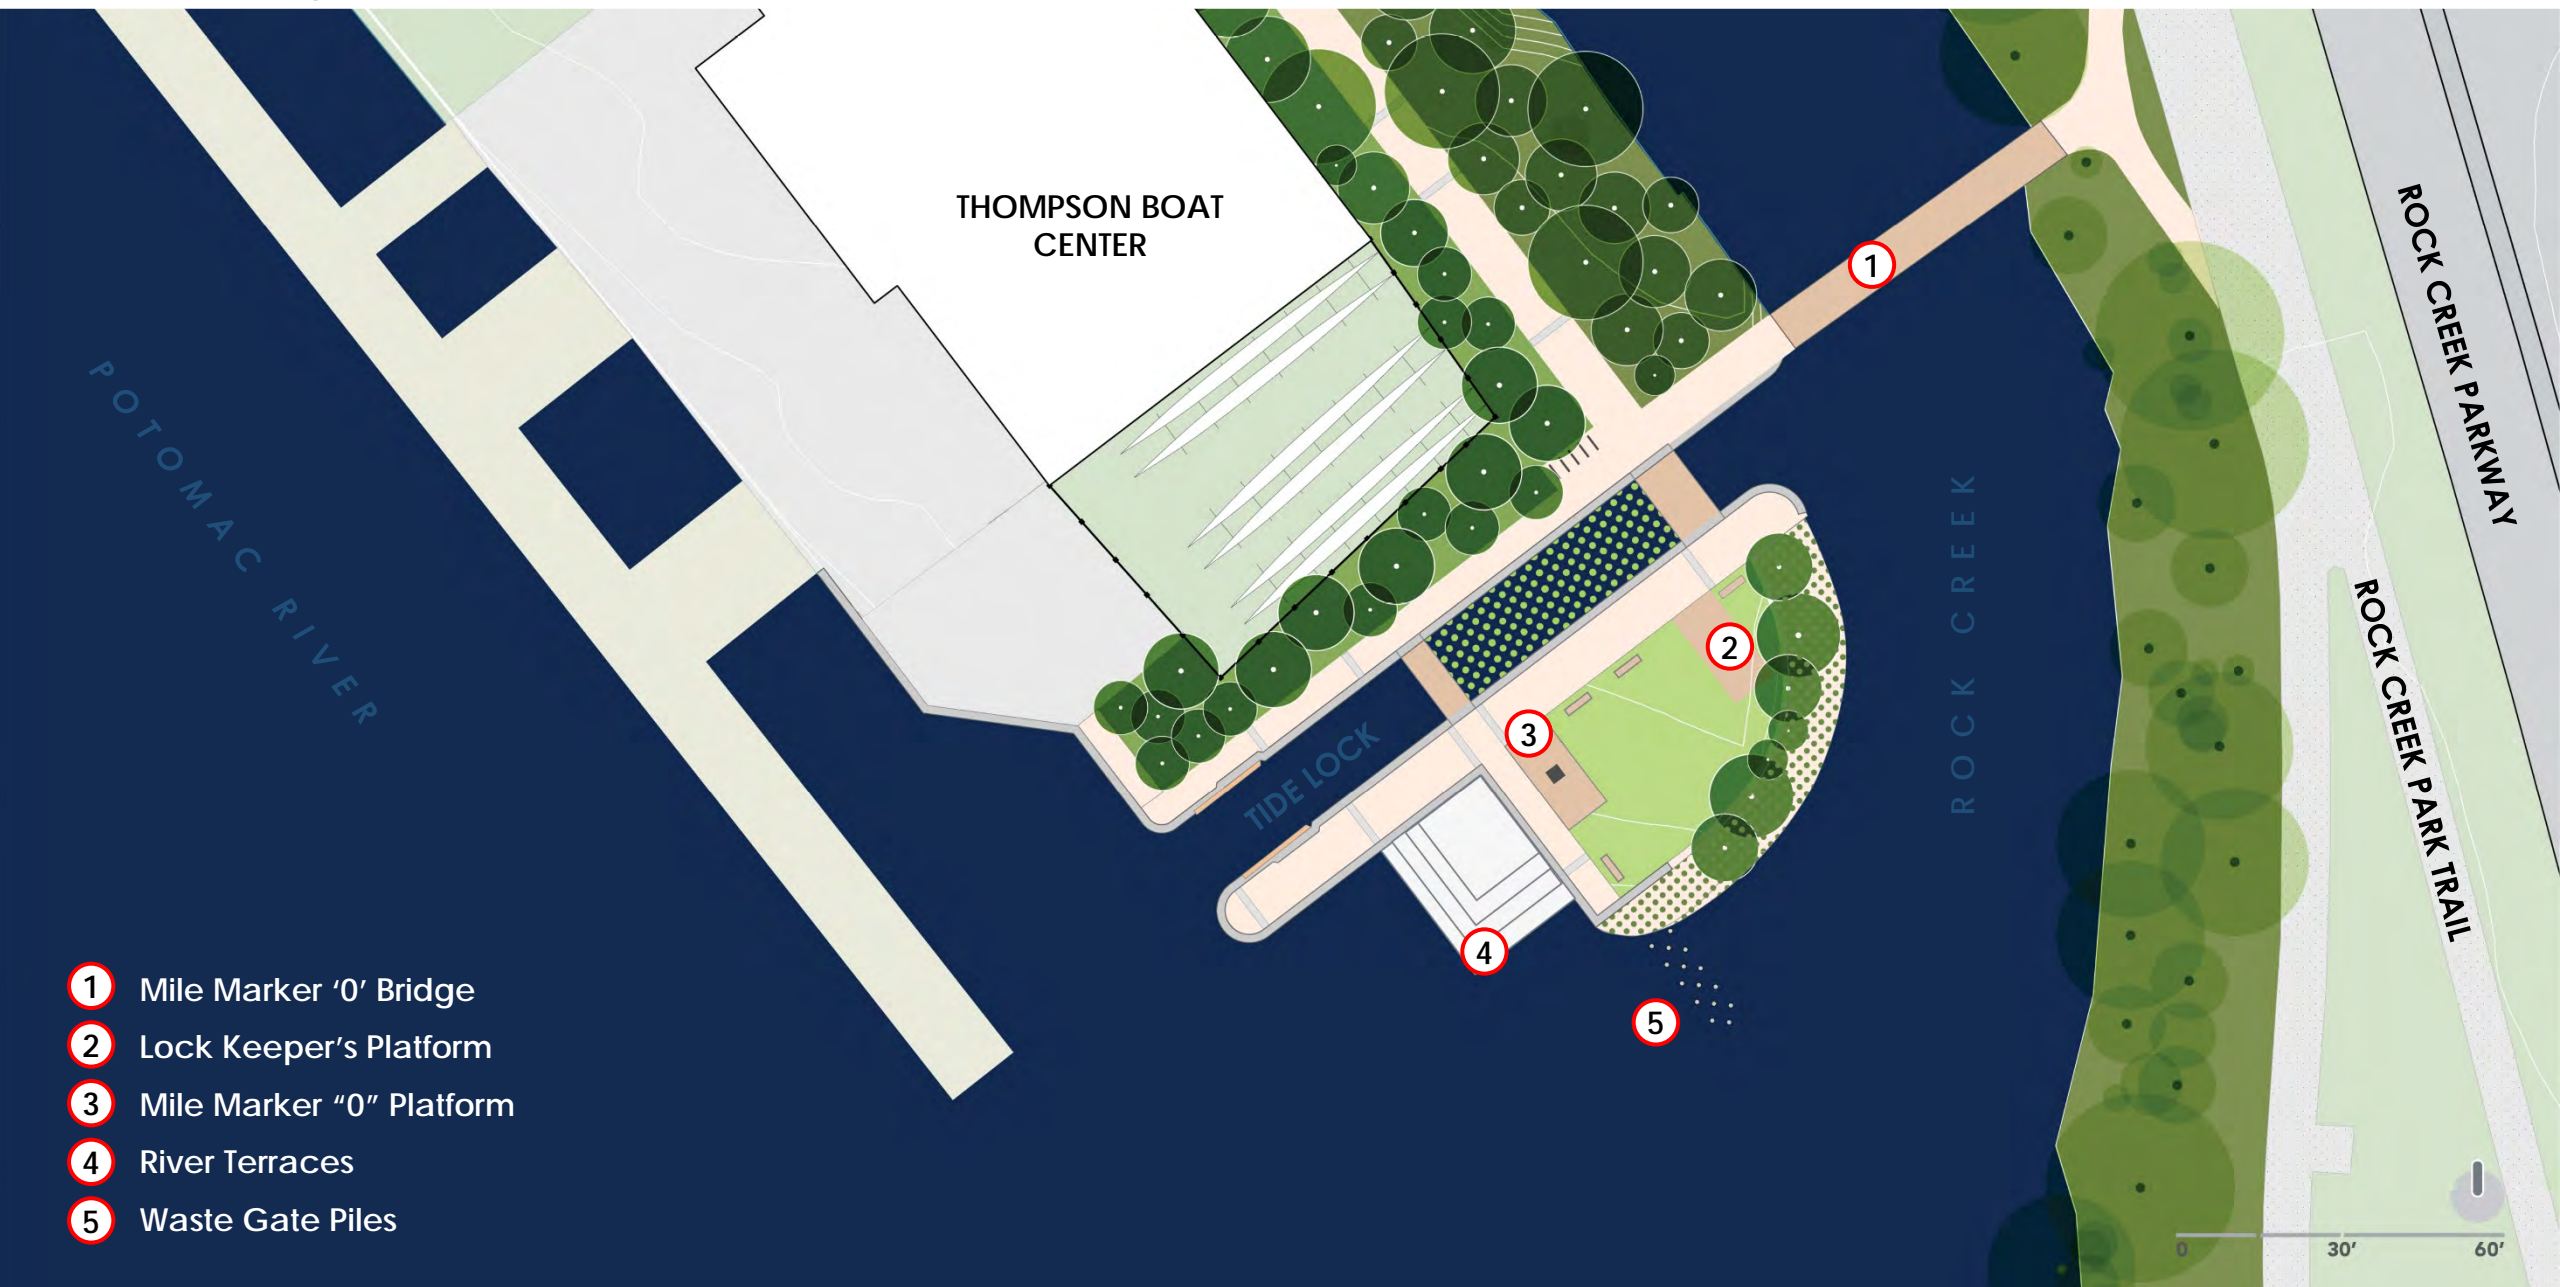 THOMPSON BOAT
CENTER
1
ROCK CREEK PARKWAY
POTOMAC RIVER
ROCK CREEK
2
3
TIDE LOCK
ROCK CREEK PARK TRAIL
4
5
1 Mile Marker ‘0’ Bridge
2 Lock Keeper’s Platform
3 Mile Marker “0” Platform
4 River Terraces
5 Waste Gate Piles
0 30’ 60’